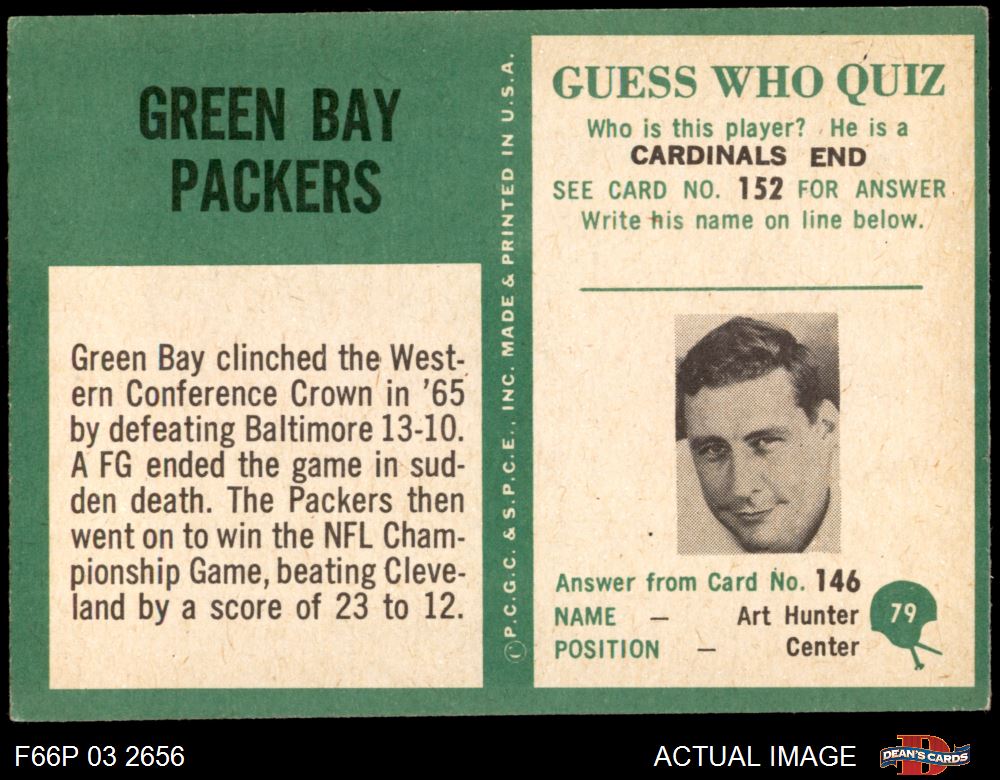 GREEN BAY
PACKERS
Green Bay clinched the West-
ern Conference Crown in '65
by defeating Baltimore 13-10.
A FG ended the game in sud-
den death. The Packers then
went on to win the NFL Cham-
pionship Game, beating Cleve-
land by a score of 23 to 12.
© P.C.G.C. & S.P.C.E., INC. MADE & PRINTED IN U.S.A.
GUESS WHO QUIZ
Who is this player? He is a
CARDINALS END
SEE CARD NO. 152 FOR ANSWER
Write his name on line below.
Answer from Card No. 146
NAME — Art Hunter
POSITION — Center
79
F66P 03 2656
ACTUAL IMAGE
DEAN'S CARDS